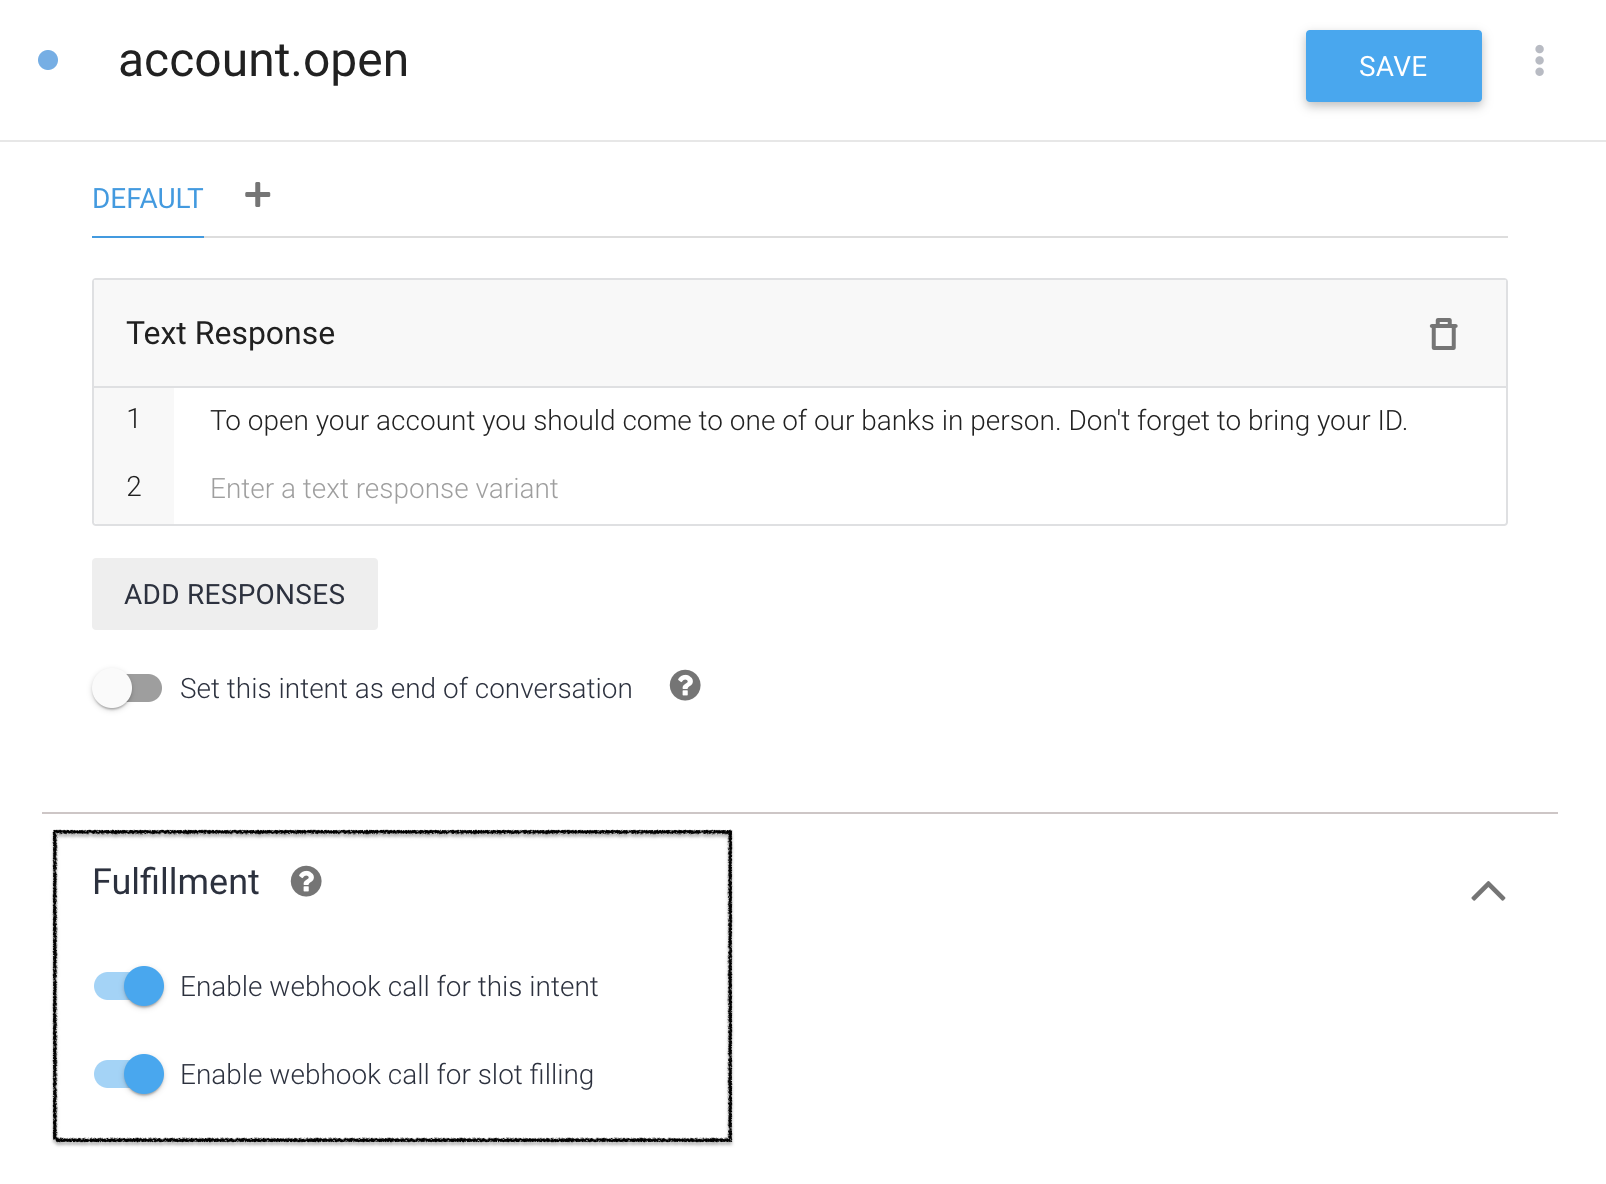 account.open
SAVE
DEFAULT +
Text Response
1 To open your account you should come to one of our banks in person. Don't forget to bring your ID.
2 Enter a text response variant
ADD RESPONSES
Set this intent as end of conversation ?
Fulfillment ?
Enable webhook call for this intent
Enable webhook call for slot filling